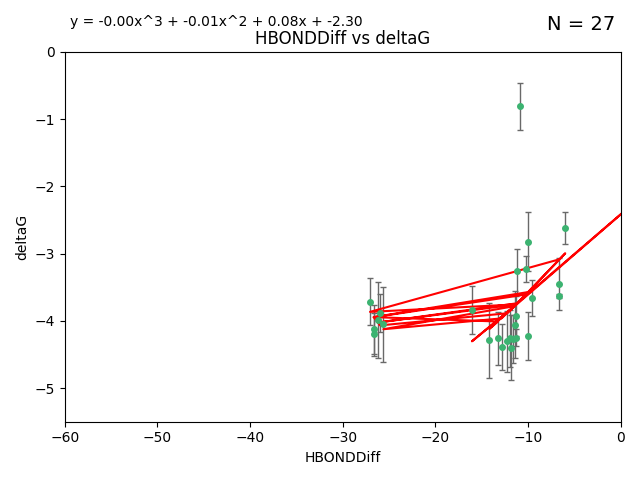 y = -0.00x^3 + -0.01x^2 + 0.08x + -2.30
N = 27
HBONDDiff vs deltaG
0
−1
−2
−3
−4
−5
deltaG
−60
−50
−40
−30
−20
−10
0
HBONDDiff